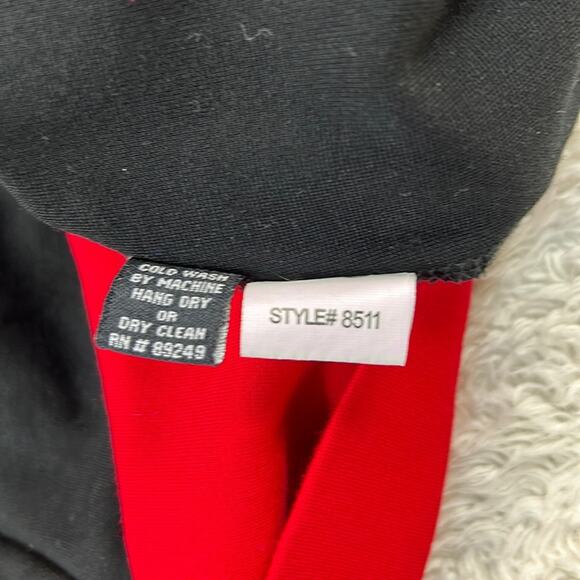 COLD WASH
BY MACHINE
HANG DRY
OR
DRY CLEAN
RN # 89249
STYLE# 8511